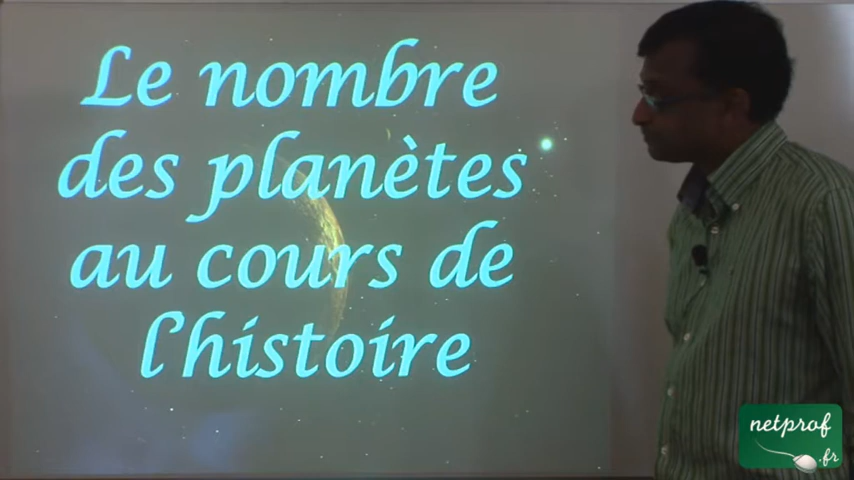 Le nombre
des planètes
au cours de
l'histoire
netprof
.fr